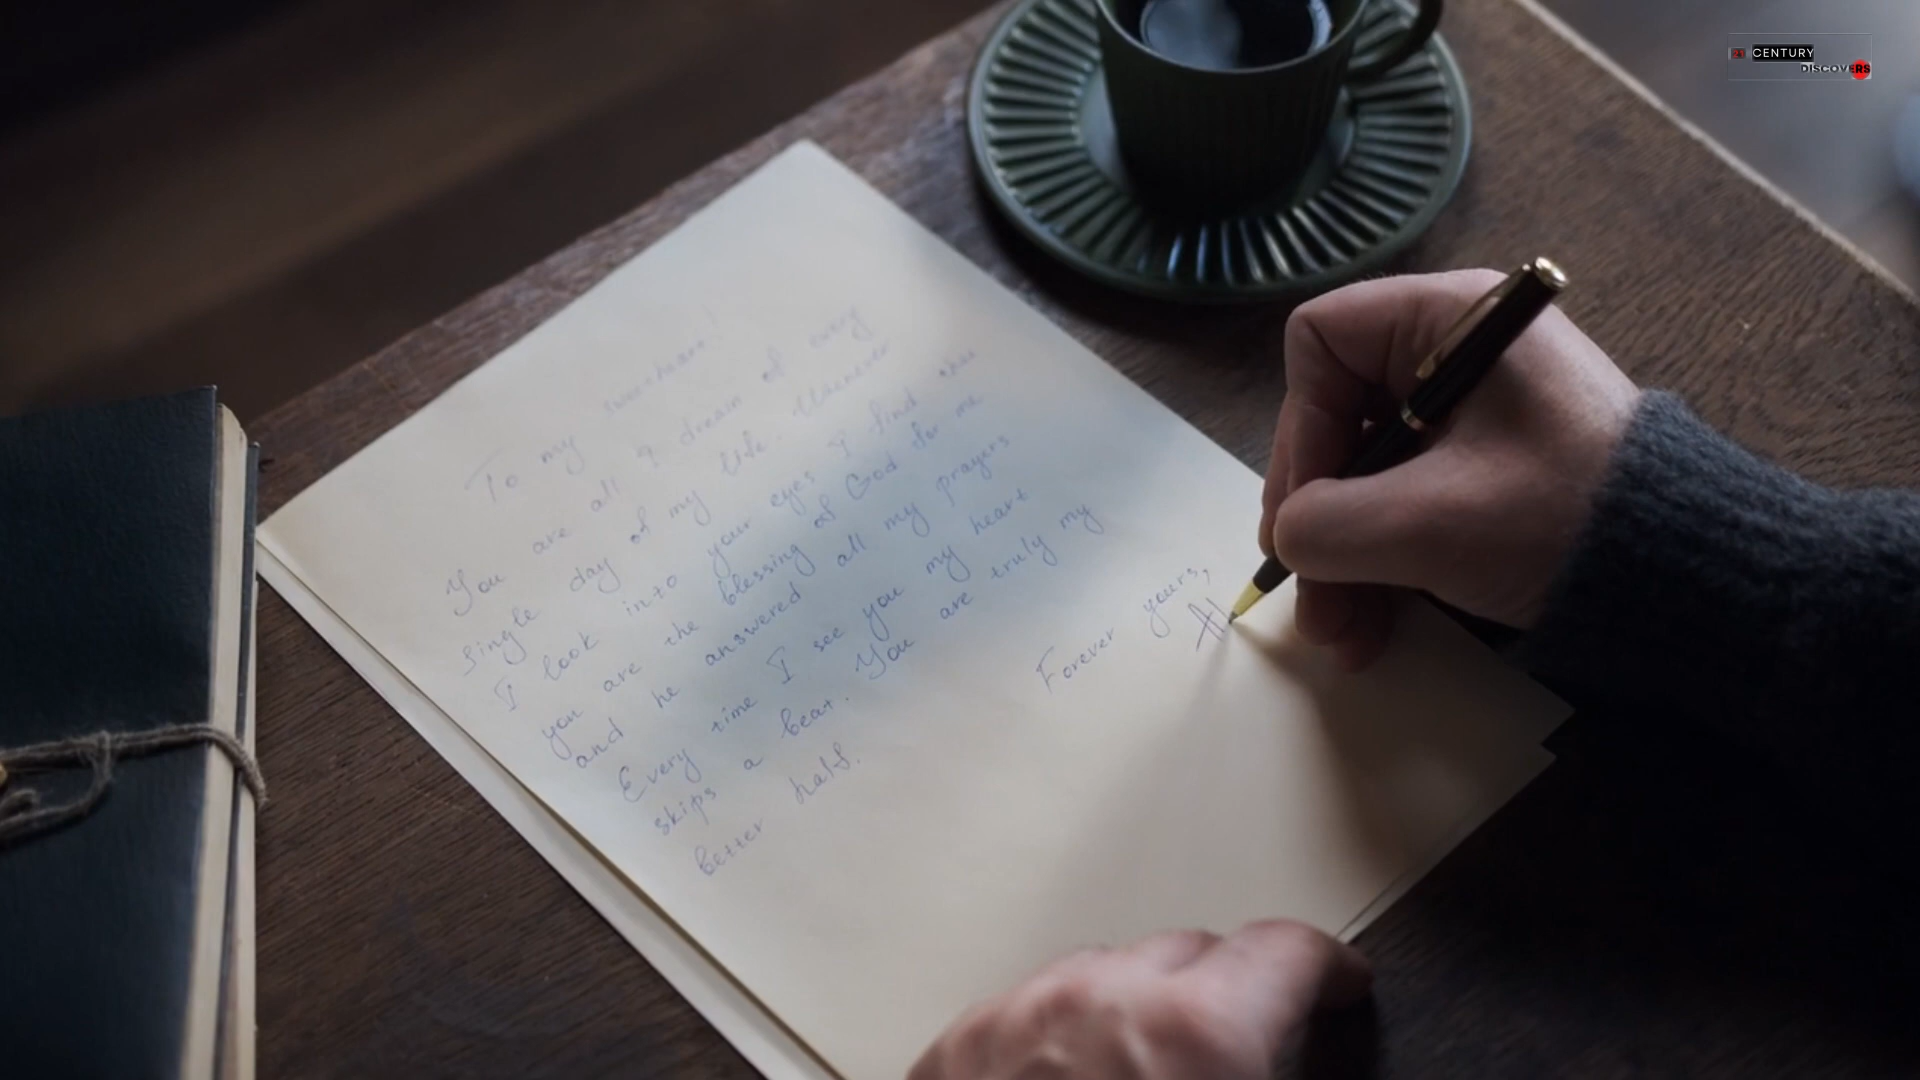 To my sweetheart!
You are all a dream of every
single day of my life. Whenever
I look into your eyes I find
you are the blessing of God for me
and he answered all my prayers
Every time I see you my heart
skips a beat. You are truly my
better half.
Forever yours,
Al
21 CENTURY
DISCOVERS